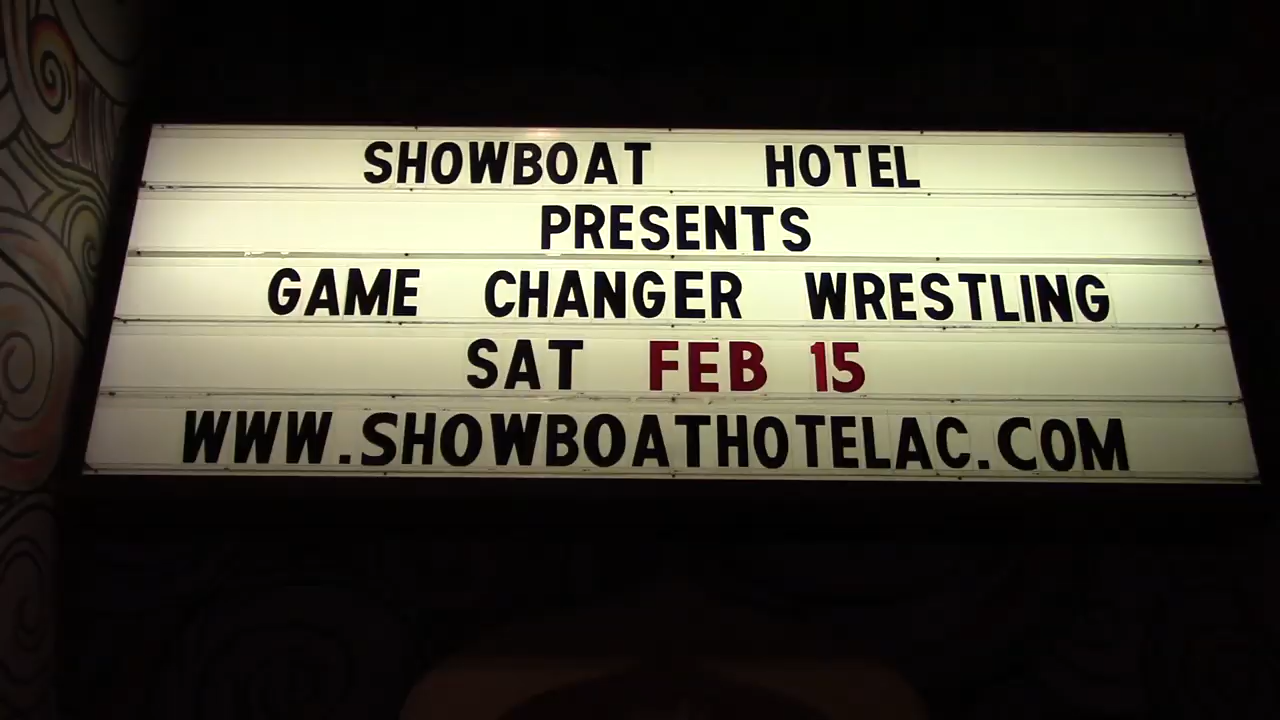 SHOWBOAT HOTEL
PRESENTS
GAME CHANGER WRESTLING
SAT FEB 15
WWW.SHOWBOATHOTELAC.COM